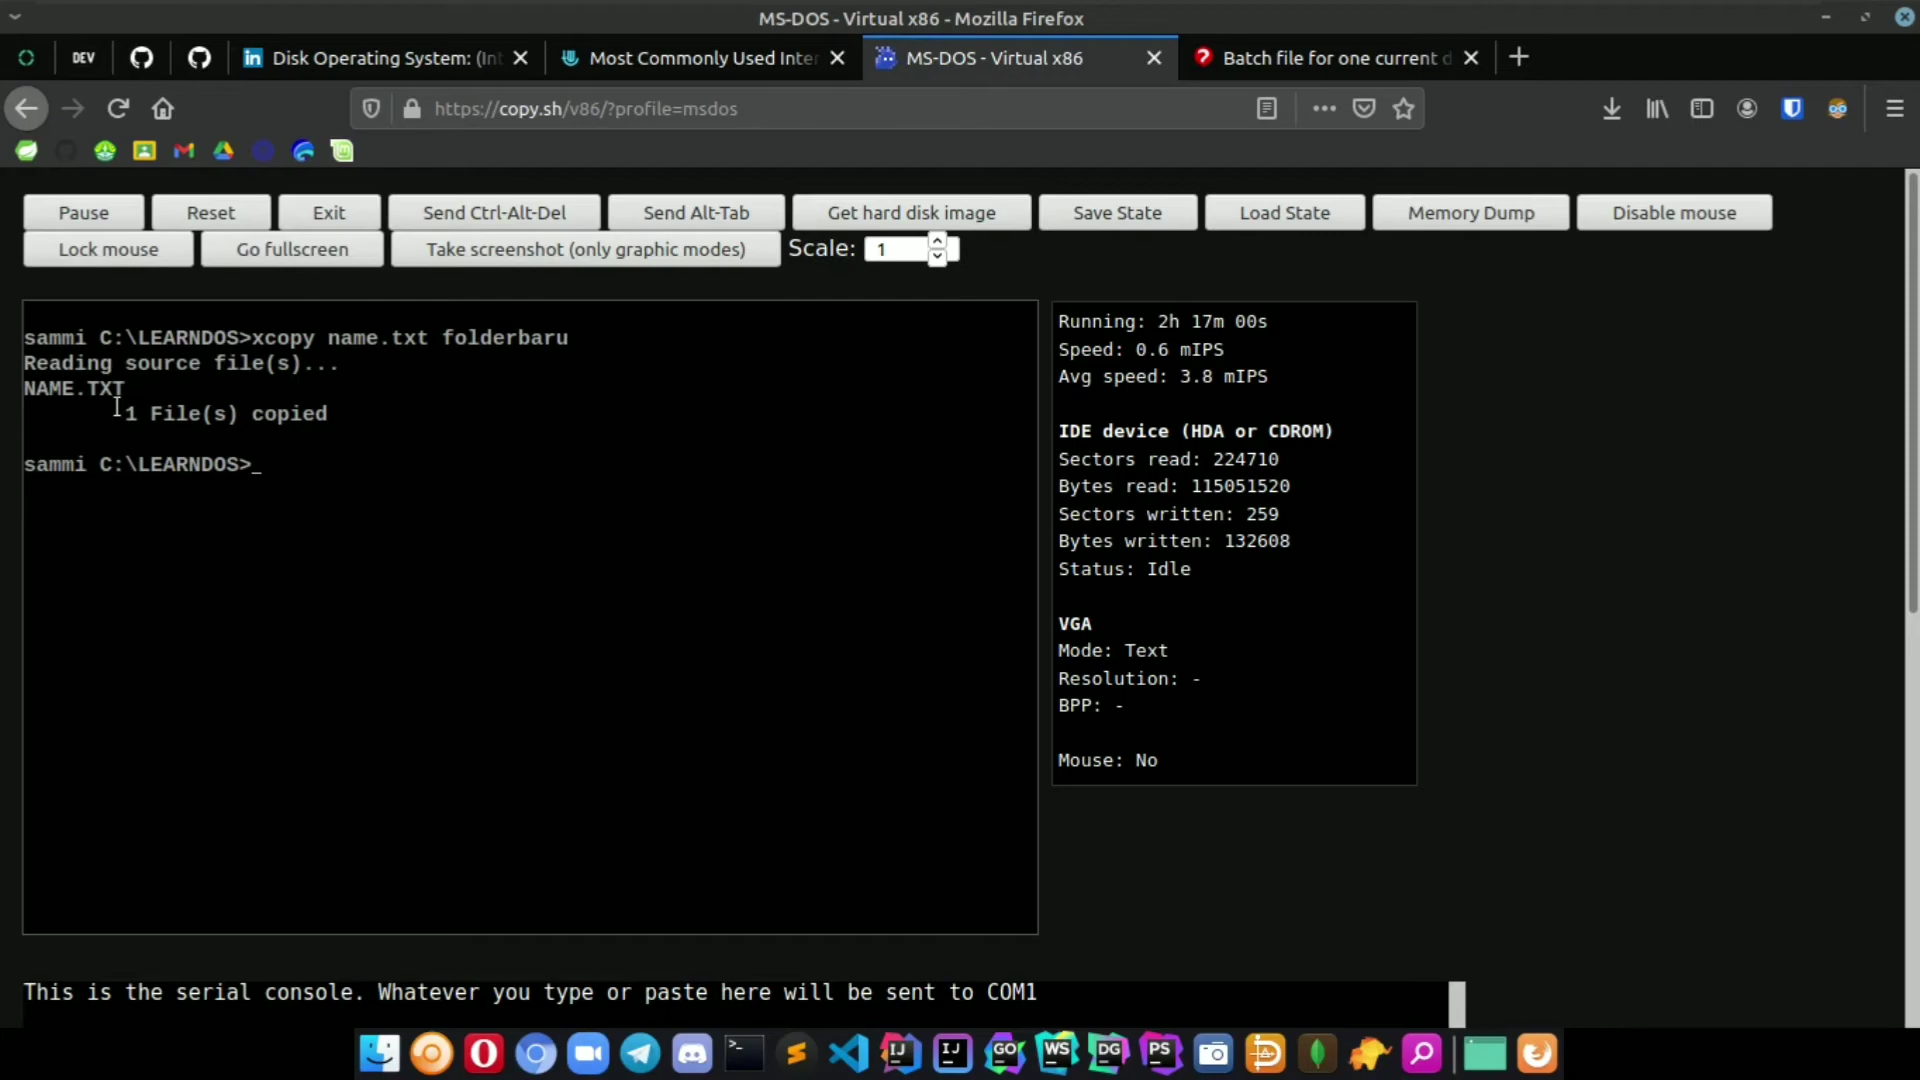 MS-DOS - Virtual x86 - Mozilla Firefox
DEV
Disk Operating System: (Int
Most Commonly Used Inter
MS-DOS - Virtual x86
Batch file for one current d
https://copy.sh/v86/?profile=msdos
Pause
Reset
Exit
Send Ctrl-Alt-Del
Send Alt-Tab
Get hard disk image
Save State
Load State
Memory Dump
Disable mouse
Lock mouse
Go fullscreen
Take screenshot (only graphic modes)
Scale: 1
sammi C:\LEARNDOS>xcopy name.txt folderbaru
Reading source file(s)...
NAME.TXT
1 File(s) copied
sammi C:\LEARNDOS>_
Running: 2h 17m 00s
Speed: 0.6 mIPS
Avg speed: 3.8 mIPS
IDE device (HDA or CDROM)
Sectors read: 224710
Bytes read: 115051520
Sectors written: 259
Bytes written: 132608
Status: Idle
VGA
Mode: Text
Resolution: -
BPP: -
Mouse: No
This is the serial console. Whatever you type or paste here will be sent to COM1
IJ
IJ
GO
WS
DG
PS